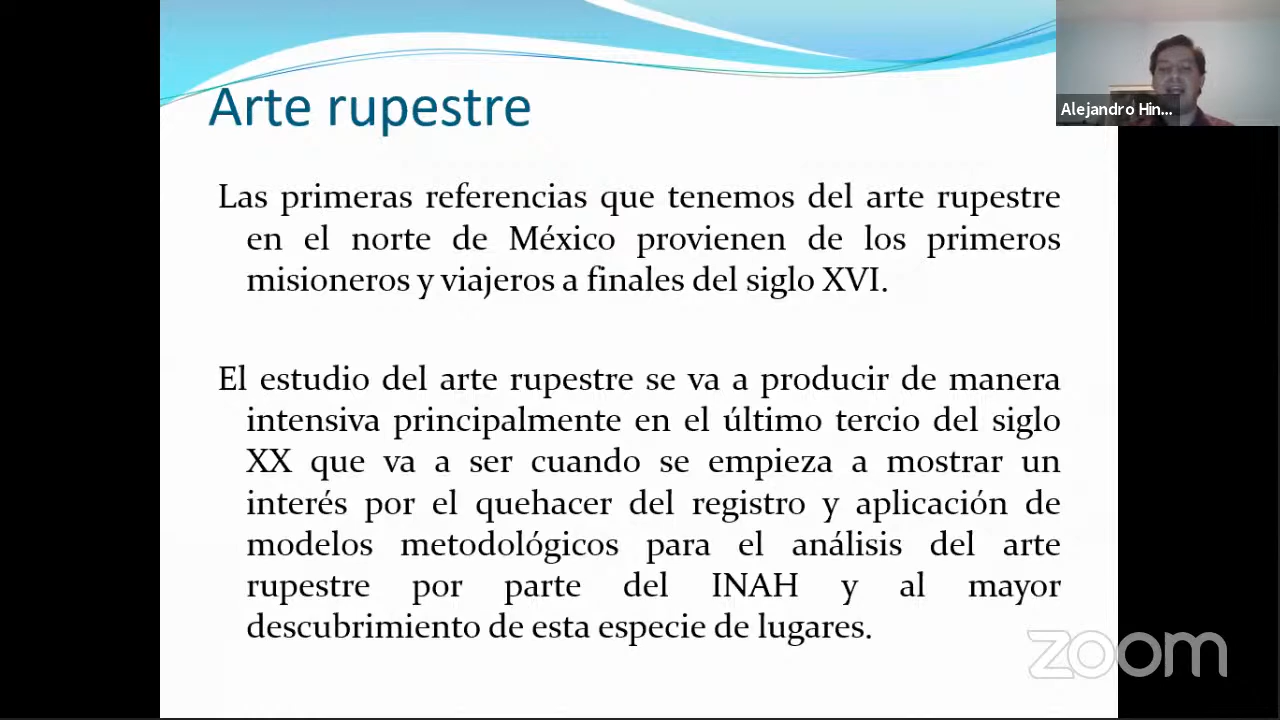 Arte rupestre
Alejandro Hin...
Las primeras referencias que tenemos del arte rupestre
en el norte de México provienen de los primeros
misioneros y viajeros a finales del siglo XVI.
El estudio del arte rupestre se va a producir de manera
intensiva principalmente en el último tercio del siglo
XX que va a ser cuando se empieza a mostrar un
interés por el quehacer del registro y aplicación de
modelos metodológicos para el análisis del arte
rupestre por parte del INAH y al mayor
descubrimiento de esta especie de lugares.
zoom